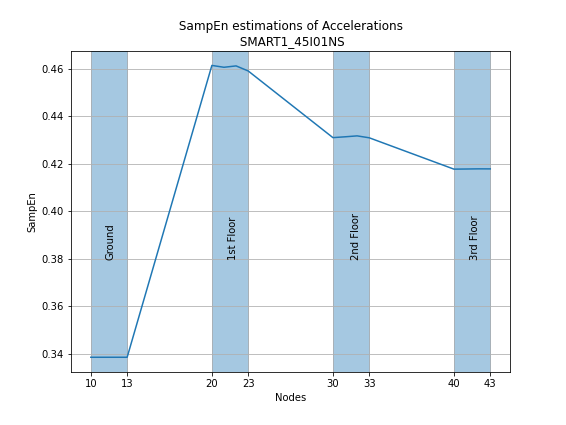 SampEn estimations of Accelerations
SMART1_45I01NS
0.46
0.44
0.42
0.40
0.38
0.36
0.34
SampEn
Ground
1st Floor
2nd Floor
3rd Floor
10 13 20 23 30 33 40 43
Nodes